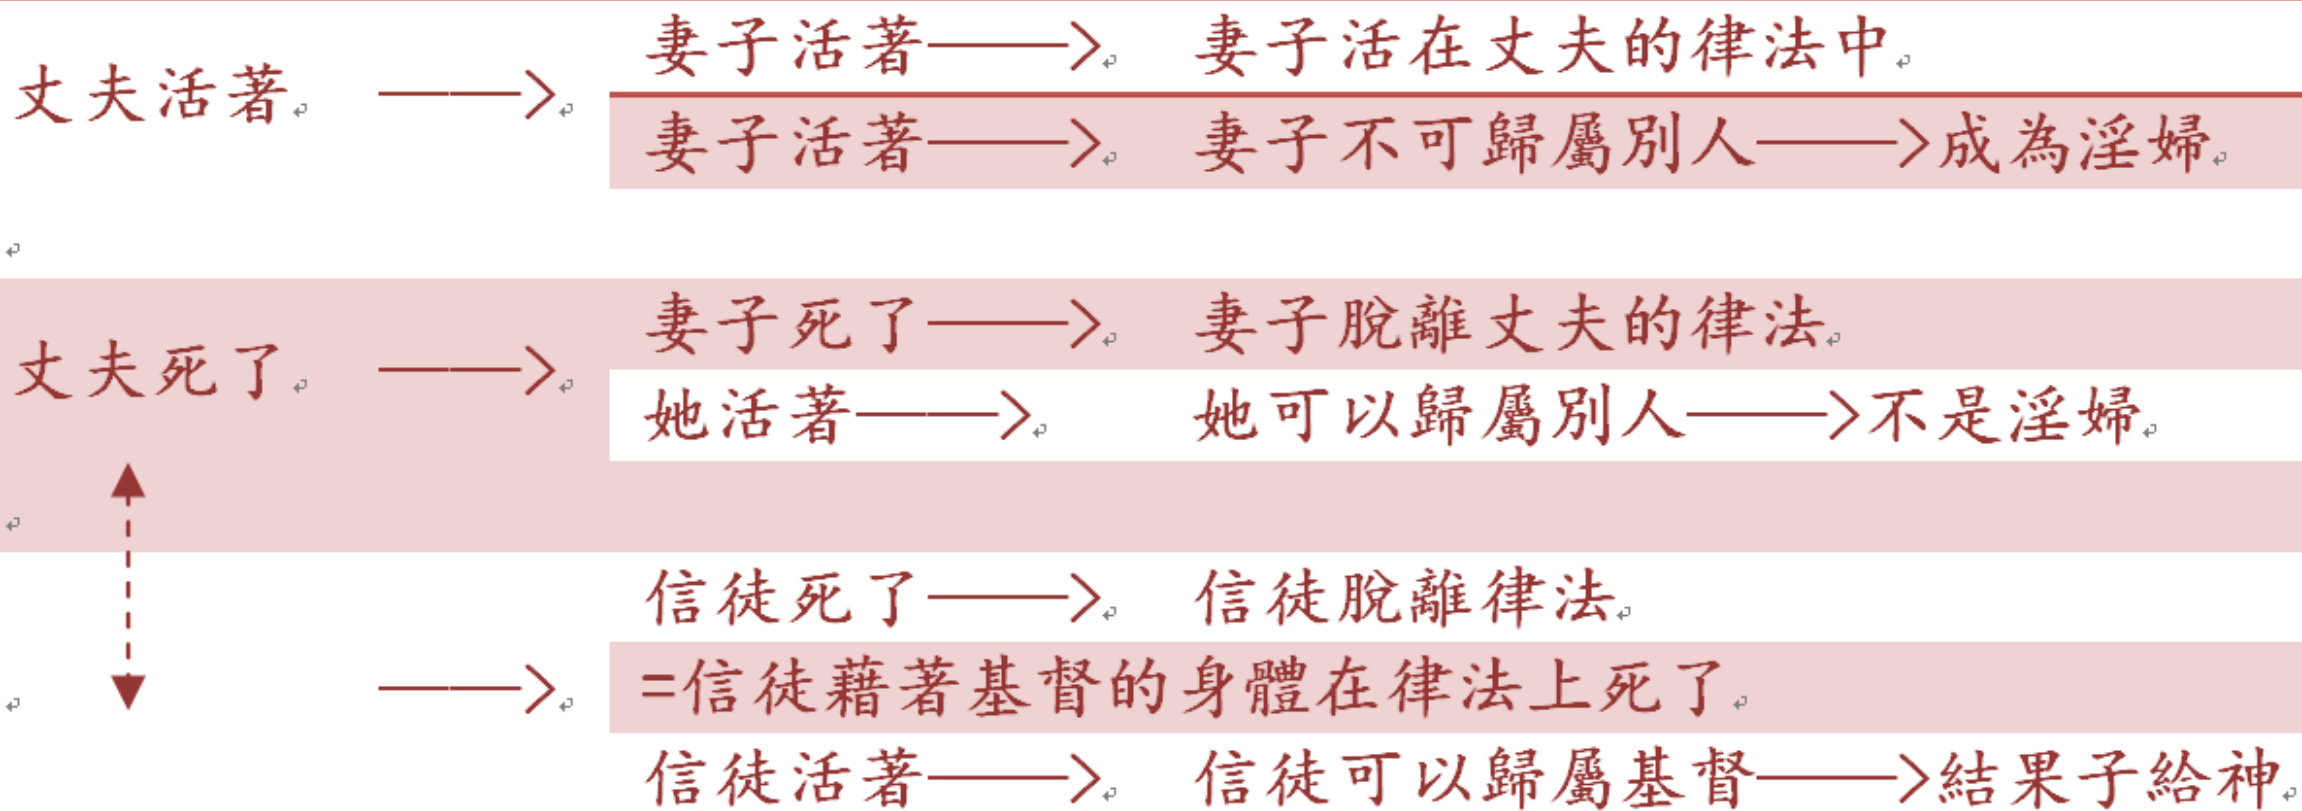 妻子活著——> 妻子活在丈夫的律法中
丈夫活著 ——>
妻子活著——> 妻子不可歸屬別人——>成為淫婦
妻子死了——> 妻子脫離丈夫的律法
丈夫死了 ——>
她活著——> 她可以歸屬別人——>不是淫婦
信徒死了——> 信徒脫離律法
——> =信徒藉著基督的身體在律法上死了
信徒活著——> 信徒可以歸屬基督——>結果子給神